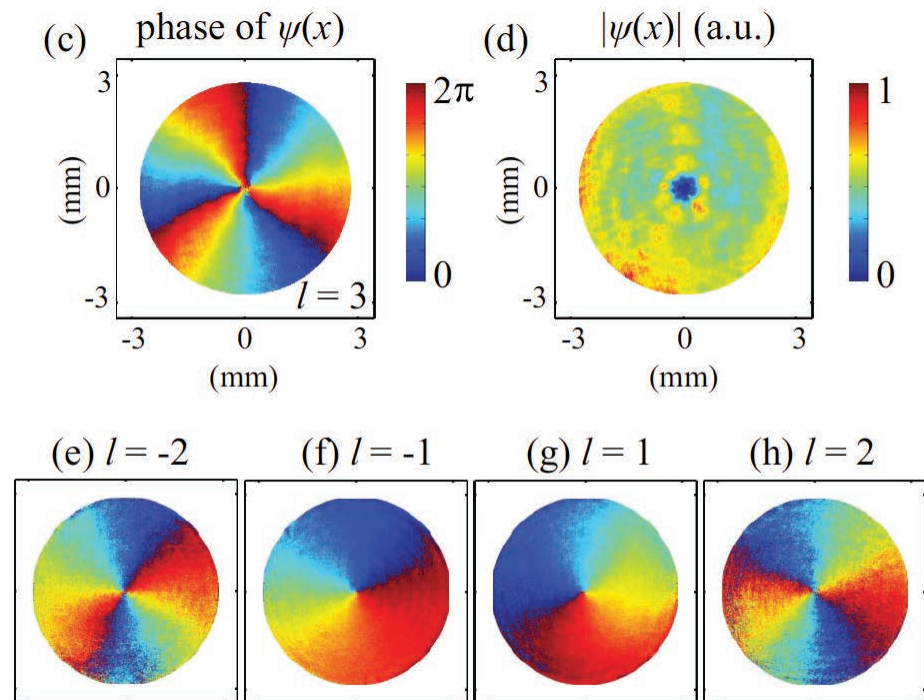 (c) phase of ψ(x)
(d) |ψ(x)| (a.u.)
3
0
-3
(mm)
-3 0 3
(mm)
l = 3
2π
0
3
0
-3
(mm)
-3 0 3
(mm)
1
0
(e) l = -2
(f) l = -1
(g) l = 1
(h) l = 2